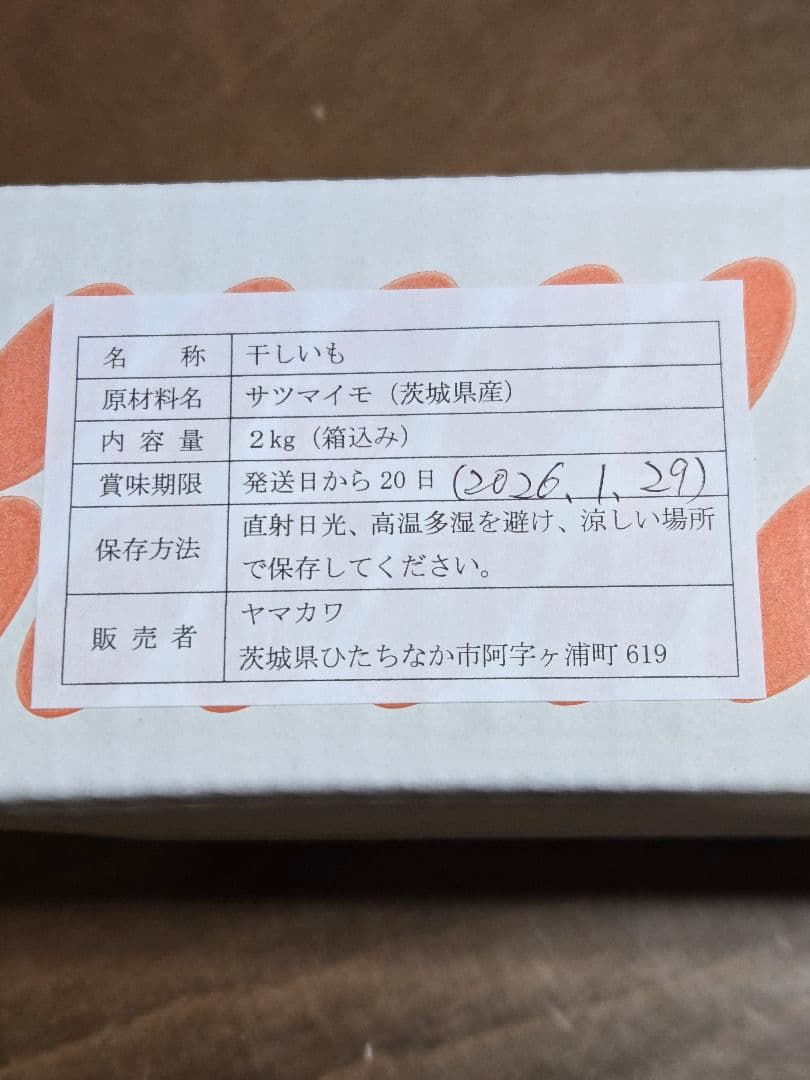 名称 干しいも
原材料名 サツマイモ（茨城県産）
内容量 2kg（箱込み）
賞味期限 発送日から20日（2026、1、29）
保存方法 直射日光、高温多湿を避け、涼しい場所
で保存してください。
販売者 ヤマカワ
茨城県ひたちなか市阿字ヶ浦町619